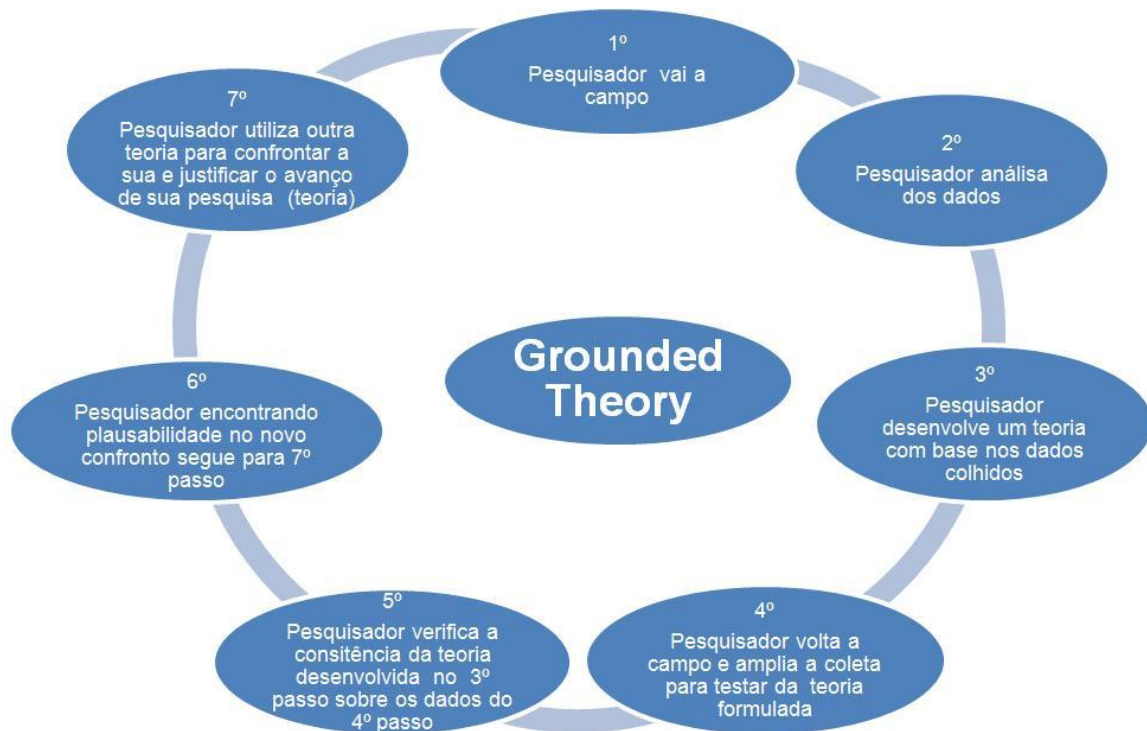 1º
Pesquisador vai a
campo
2º
Pesquisador análisa
dos dados
3º
Pesquisador
desenvolve um teoria
com base nos dados
colhidos
4º
Pesquisador volta a
campo e amplia a coleta
para testar da teoria
formulada
5º
Pesquisador verifica a
consitência da teoria
desenvolvida no 3º
passo sobre os dados do
4º passo
6º
Pesquisador encontrando
plausabilidade no novo
confronto segue para 7º
passo
7º
Pesquisador utiliza outra
teoria para confrontar a
sua e justificar o avanço
de sua pesquisa (teoria)
Grounded
Theory